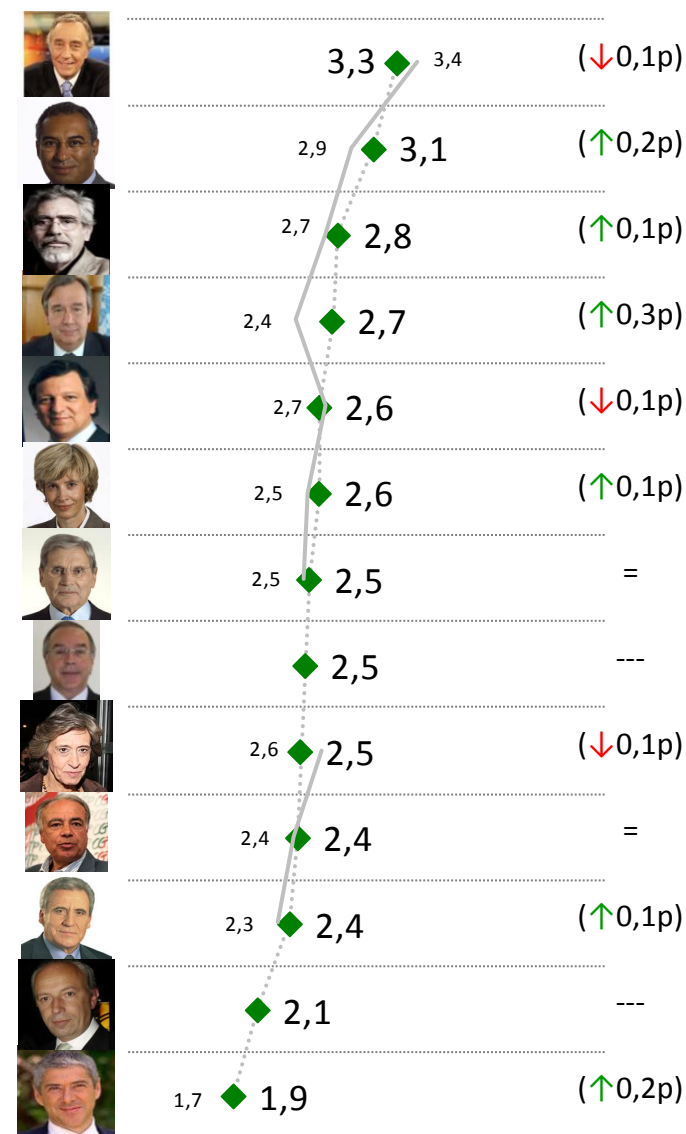 3,3 3,4 (↓0,1p)
2,9 3,1 (↑0,2p)
2,7 2,8 (↑0,1p)
2,4 2,7 (↑0,3p)
2,7 2,6 (↓0,1p)
2,5 2,6 (↑0,1p)
2,5 2,5 =
2,5 ---
2,6 2,5 (↓0,1p)
2,4 2,4 =
2,3 2,4 (↑0,1p)
2,1 ---
1,7 1,9 (↑0,2p)